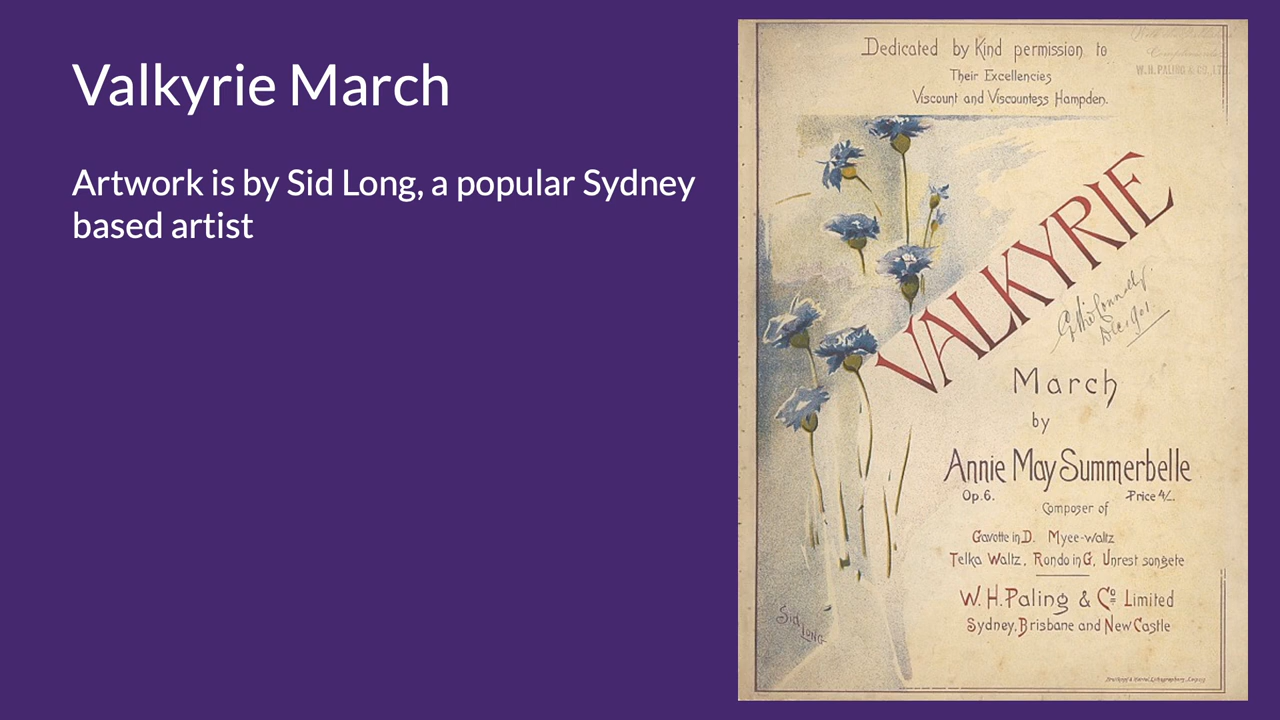 Valkyrie March
Artwork is by Sid Long, a popular Sydney
based artist
Dedicated by Kind permission to
Their Excellencies
Viscount and Viscountess Hampden.
W.H. PALING & CO., LTD.
VALKYRIE
Dec. 1901.
March
by
Annie May Summerbelle
Op.6. Price 4/-.
Composer of
Gavotte in D. Myee-waltz
Telka Waltz, Rondo in G, Unrest songete
W. H. Paling & Co Limited
Sydney, Brisbane and New Castle
Sid Long